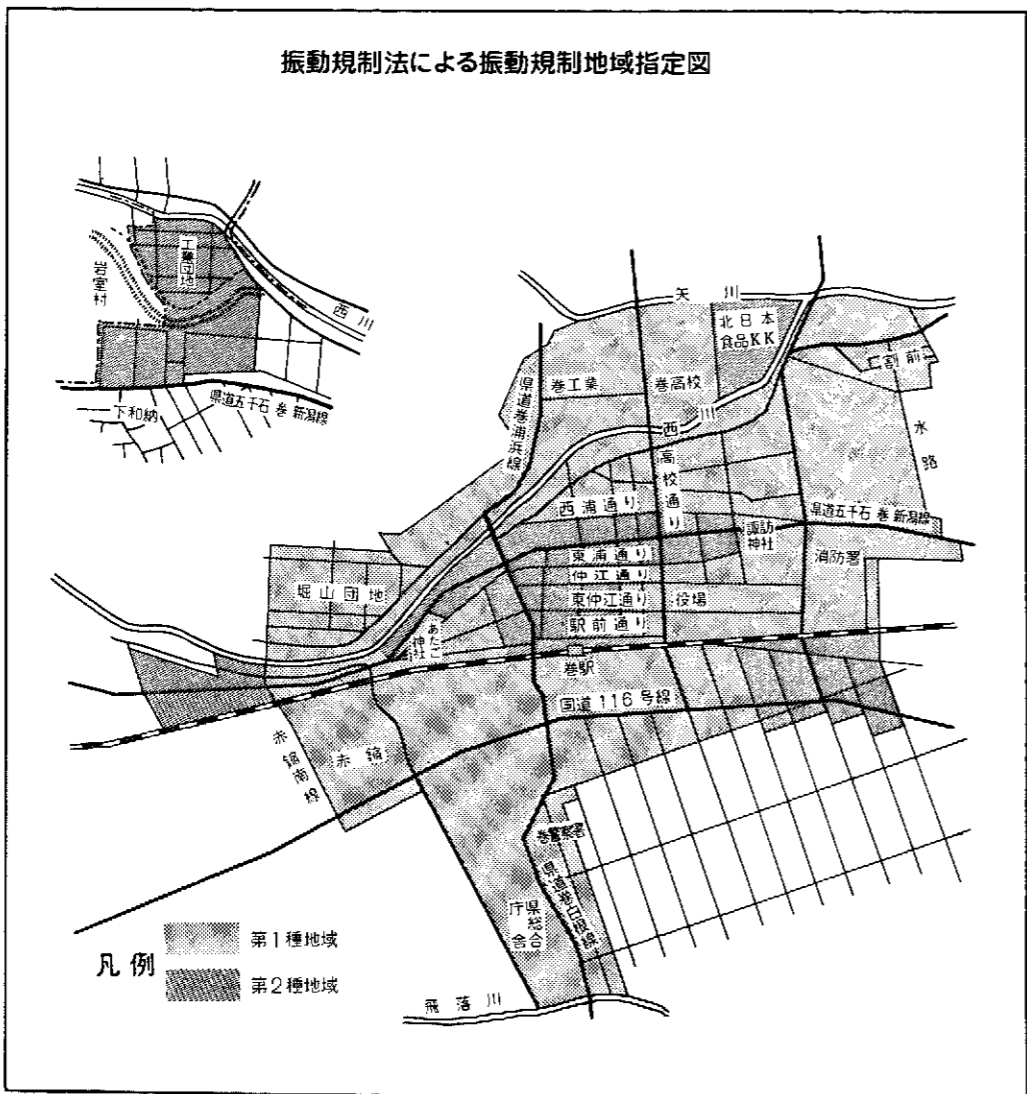 振動規制法による振動規制地域指定図
工業団地
岩室村
西川
下和納
県道五千石 巻 新潟線
矢川
北日本
食品KK
県道巻浦浜線
巻工業
巻高校
割前
水路
西川
高校通り
西浦通り
県道五千石 巻 新潟線
諏訪
神社
東浦通り
消防署
仲江通り
堀山団地
東仲江通り
役場
駅前通り
あたご
神社
巻駅
国道116号線
赤鏥南線
赤鏥
巻警察署
県道巻白根線
県総合
庁舎
凡例
第1種地域
第2種地域
飛落川